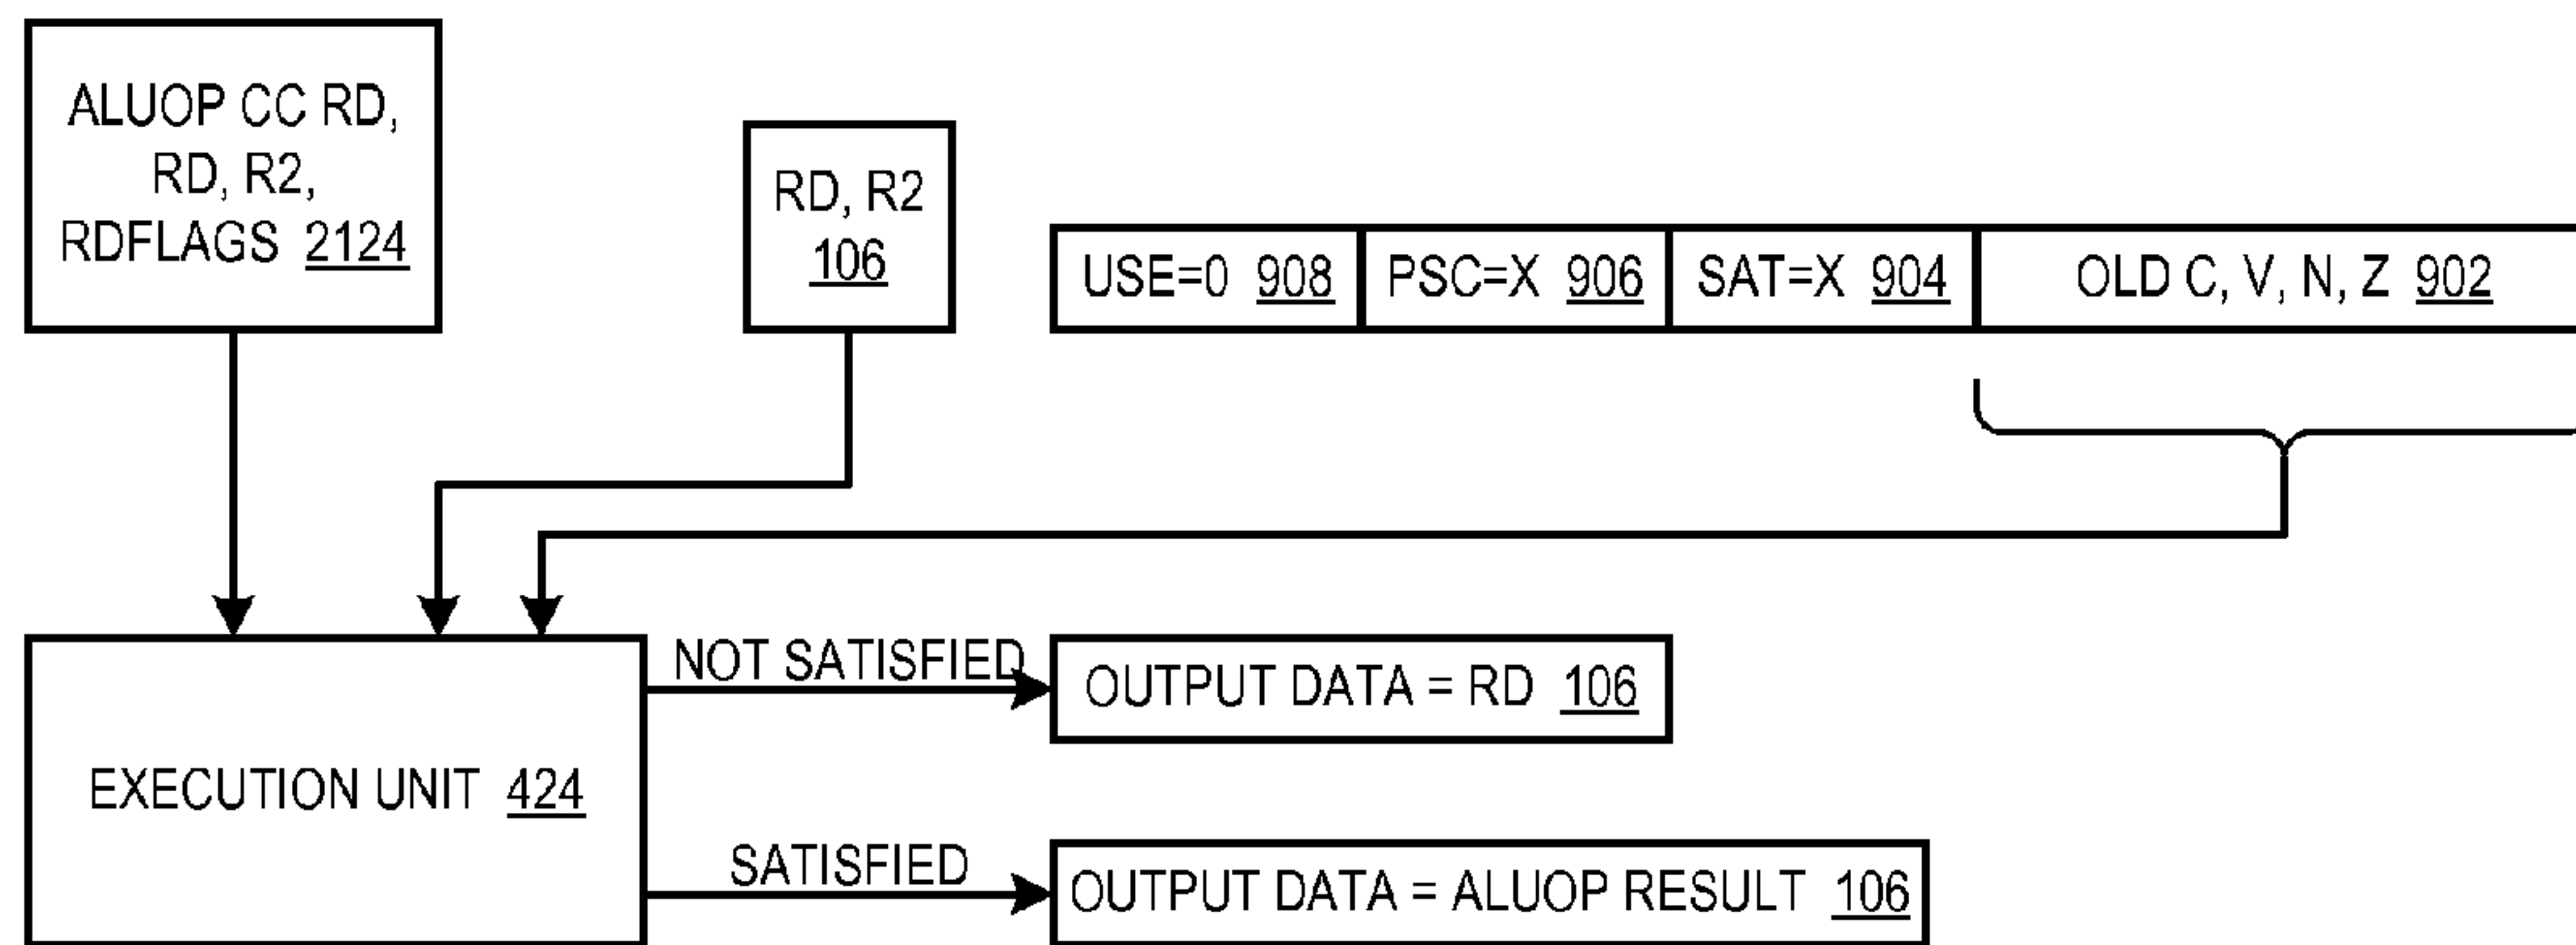 ALUOP CC RD,
RD, R2,
RDFLAGS 2124
RD, R2
106
USE=0 908
PSC=X 906
SAT=X 904
OLD C, V, N, Z 902
NOT SATISFIED
OUTPUT DATA = RD 106
EXECUTION UNIT 424
SATISFIED
OUTPUT DATA = ALUOP RESULT 106